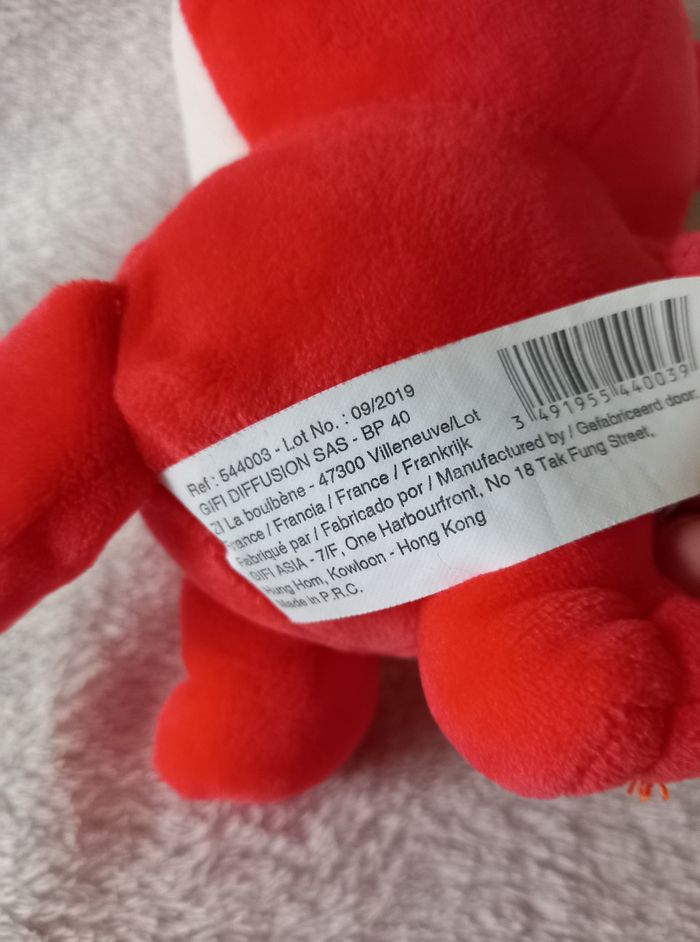 Ref : 544003 - Lot No. : 09/2019
GIFI DIFFUSION SAS - BP 40
ZI La boulbène - 47300 Villeneuve/Lot
France / Francia / France / Frankrijk
Fabriqué par / Fabricado por / Manufactured by / Gefabriceerd door:
GIFI ASIA - 7/F, One Harbourfront, No 18 Tak Fung Street,
Hung Hom, Kowloon - Hong Kong
Made in P.R.C.
3 491955 440039